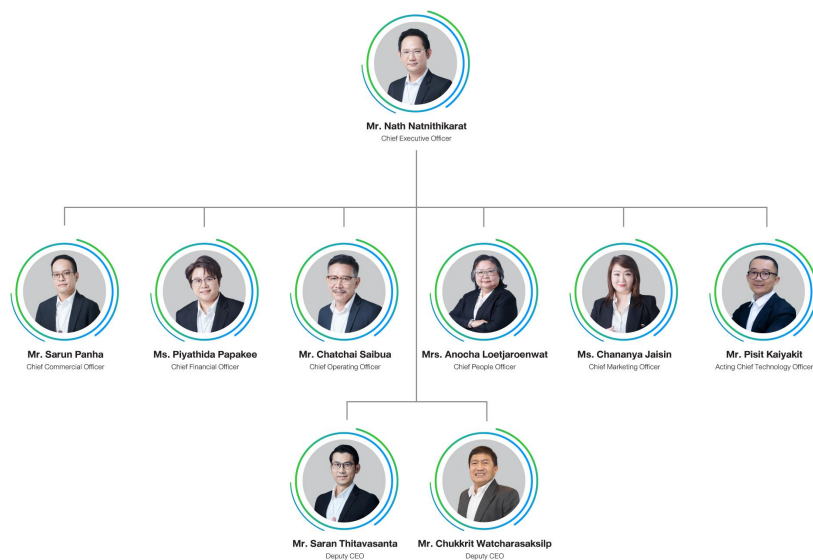 Mr. Nath Natnithikarat
Chief Executive Officer
Mr. Sarun Panha
Chief Commercial Officer
Ms. Piyathida Papakee
Chief Financial Officer
Mr. Chatchai Saibua
Chief Operating Officer
Mrs. Anocha Loetjaroenwat
Chief People Officer
Ms. Chananya Jaisin
Chief Marketing Officer
Mr. Pisit Kaiyakit
Acting Chief Technology Officer
Mr. Saran Thitavasanta
Deputy CEO
Mr. Chukkrit Watcharasaksilp
Deputy CEO